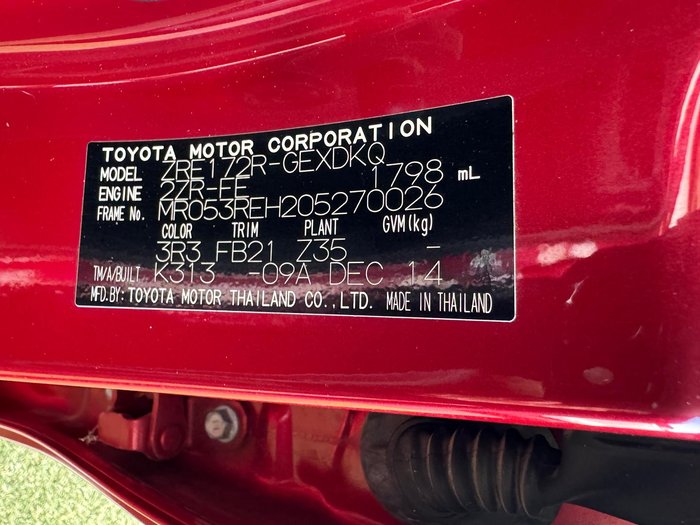 TOYOTA MOTOR CORPORATION
MODEL ZRE172R-GEXDKQ
ENGINE 2ZR-FE 1798 mL
FRAME No. MR053REH205270026
COLOR TRIM PLANT GVM(kg)
3R3 FB21 Z35 -
TM/A/BUILT K313 -09A DEC 14
MFD.BY: TOYOTA MOTOR THAILAND CO.,LTD. MADE IN THAILAND